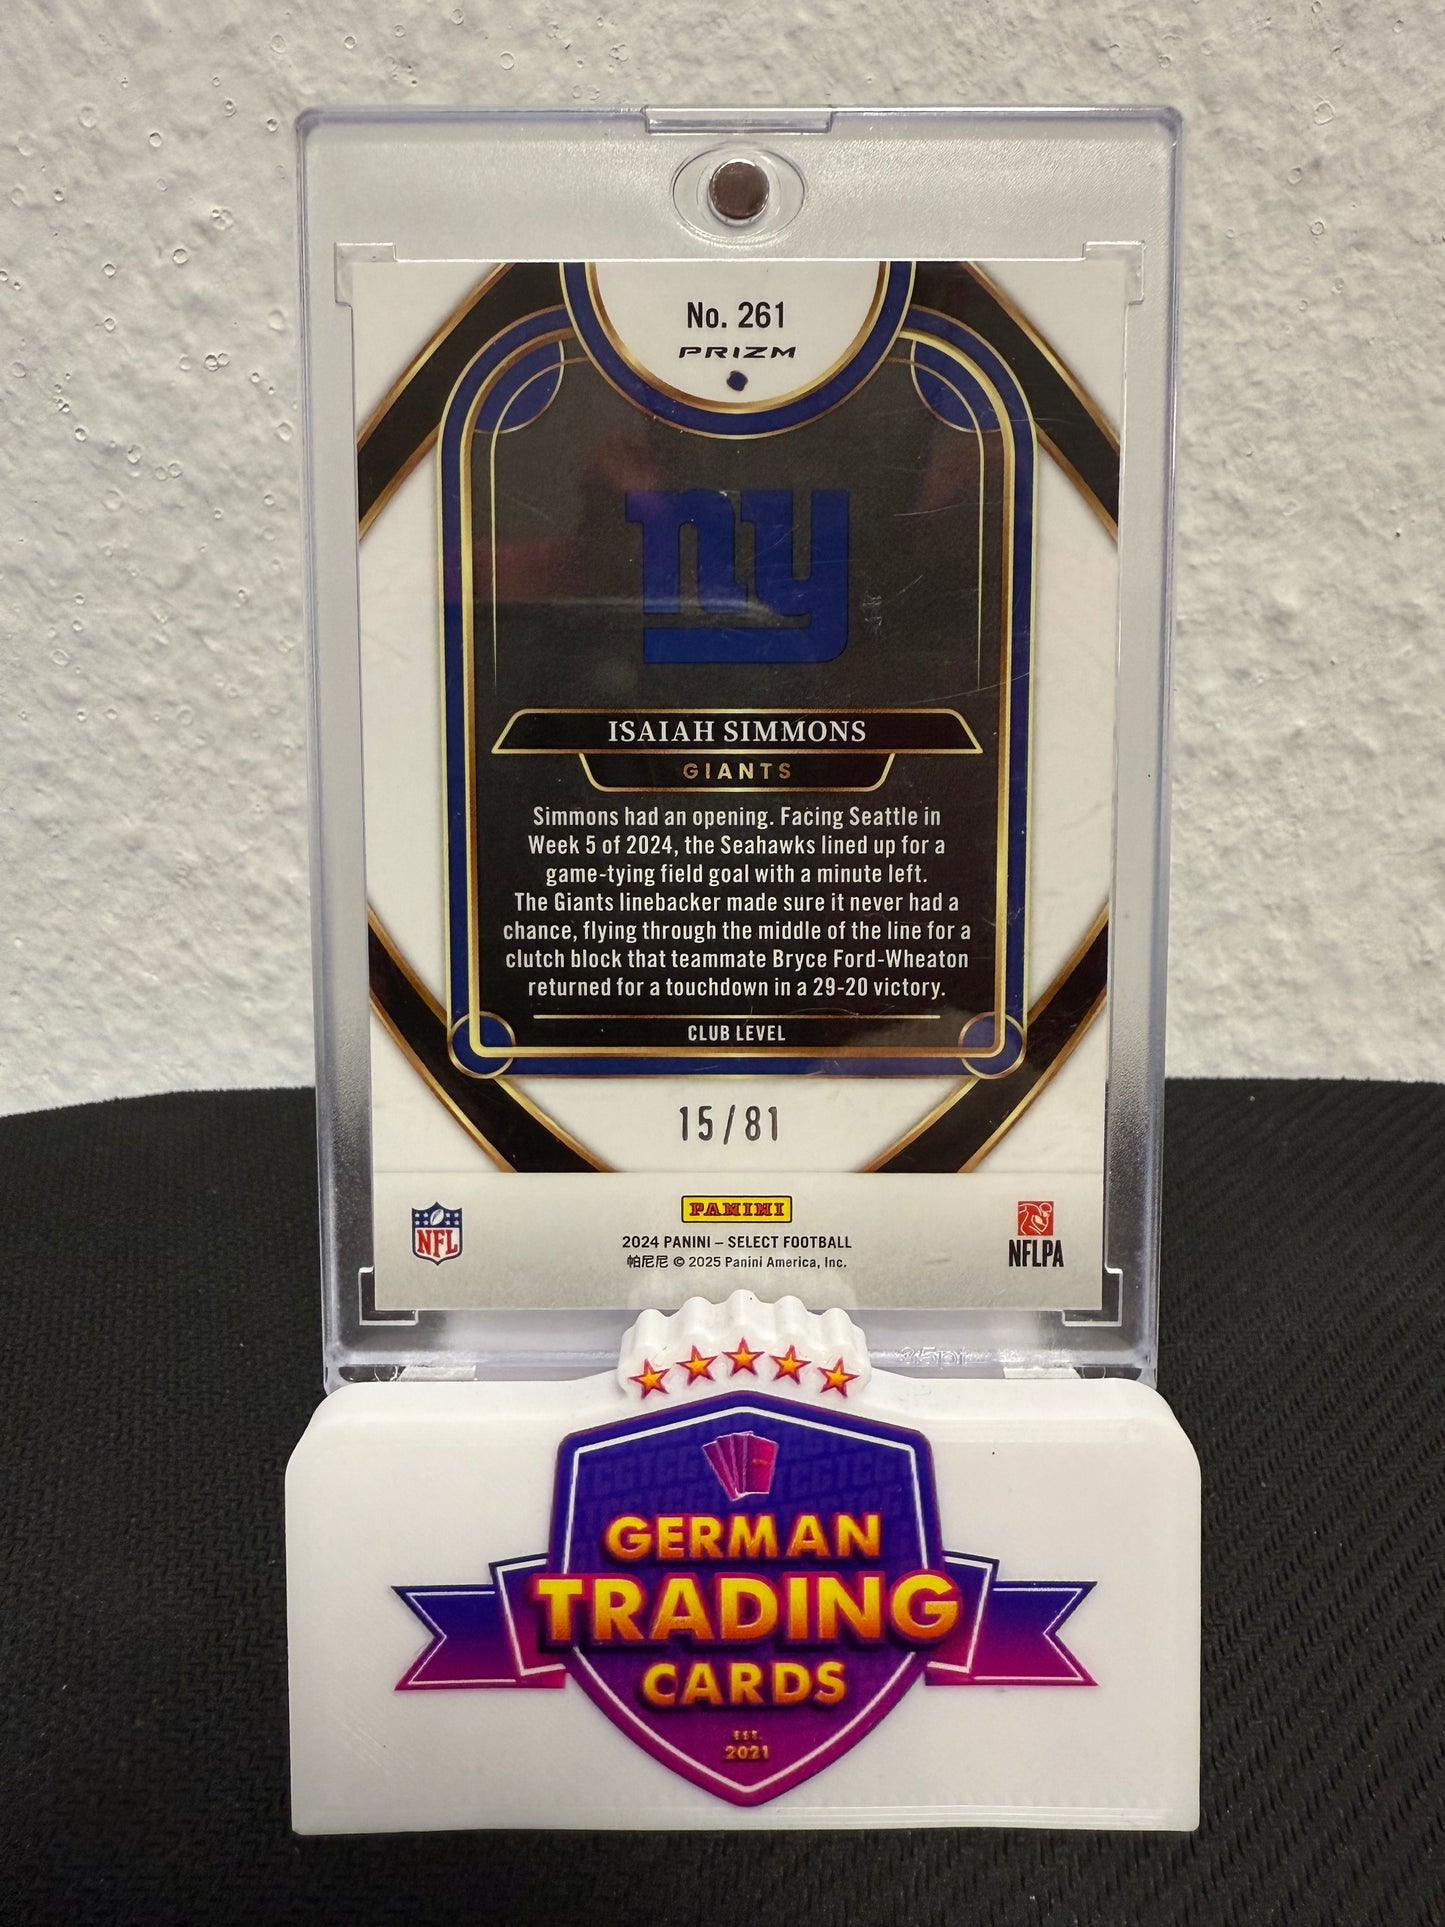 No. 261
PRIZM
ny
ISAIAH SIMMONS
GIANTS
Simmons had an opening. Facing Seattle in
Week 5 of 2024, the Seahawks lined up for a
game-tying field goal with a minute left.
The Giants linebacker made sure it never had a
chance, flying through the middle of the line for a
clutch block that teammate Bryce Ford-Wheaton
returned for a touchdown in a 29-20 victory.
CLUB LEVEL
15/81
NFL
PANINI
NFLPA
2024 PANINI – SELECT FOOTBALL
帕尼尼 © 2025 Panini America, Inc.
35pt
GERMAN
TRADING
CARDS
EST.
2021